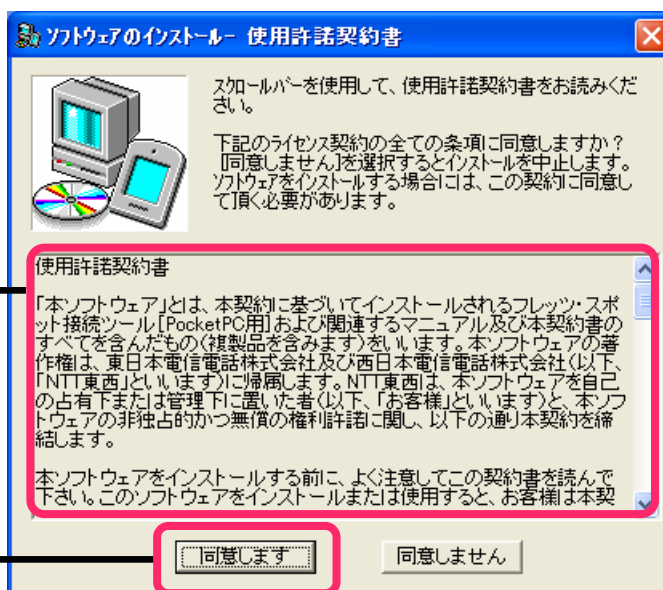 ソフトウェアのインストール－ 使用許諾契約書
スクロールバーを使用して、使用許諾契約書をお読みくだ
さい。
下記のライセンス契約の全ての条項に同意しますか？
[同意しません]を選択するとインストールを中止します。
ソフトウェアをインストールする場合には、この契約に同意し
て頂く必要があります。
使用許諾契約書
「本ソフトウェア」とは、本契約に基づいてインストールされるフレッツ・スポ
ット接続ツール［PocketPC用］および関連するマニュアル及び本契約書の
すべてを含んだもの（複製品を含みます）をいいます。本ソフトウェアの著
作権は、東日本電信電話株式会社及び西日本電信電話株式会社（以下、
「NTT東西」といいます）に帰属します。NTT東西は、本ソフトウェアを自己
の占有下または管理下に置いた者（以下、「お客様」といいます）と、本ソフ
トウェアの非独占的かつ無償の権利許諾に関し、以下の通り本契約を締
結します。
本ソフトウェアをインストールする前に、よく注意してこの契約書を読んで
下さい。このソフトウェアをインストールまたは使用すると、お客様は本契
同意します
同意しません